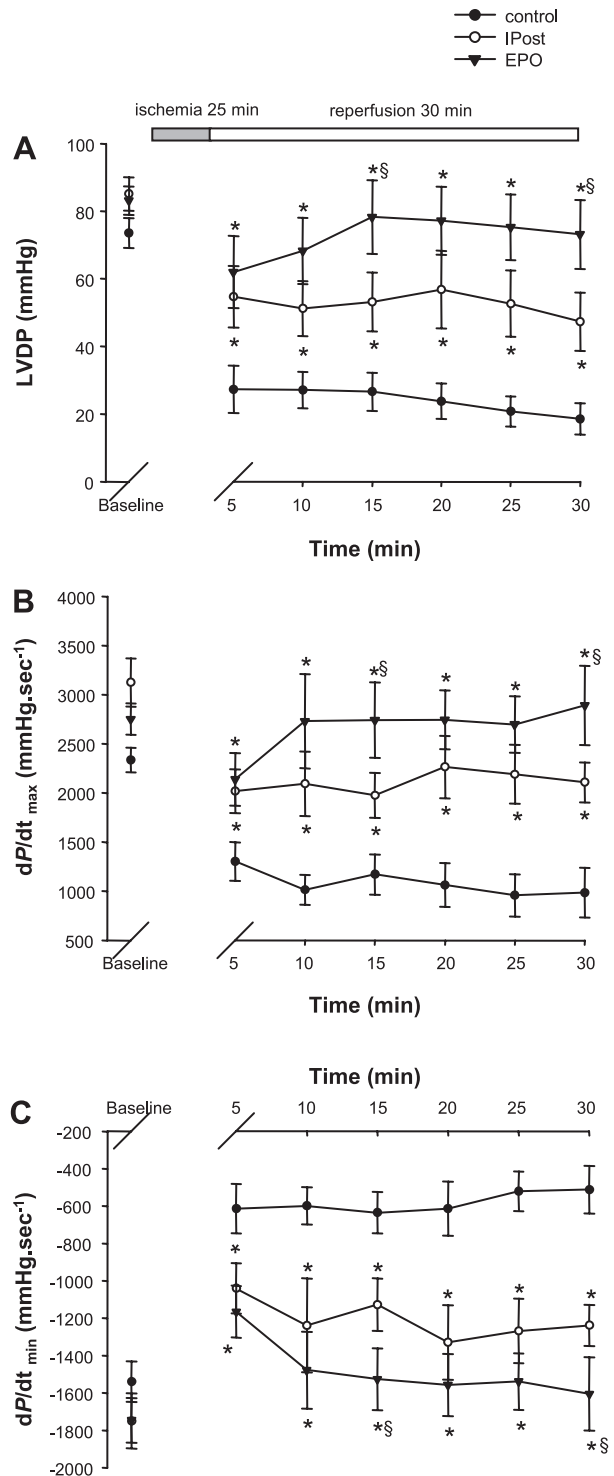 control
IPost
EPO
ischemia 25 min reperfusion 30 min
A
100
80
60
40
20
0
LVDP (mmHg)
* * *§ * * *§
* * * * * *
Baseline 5 10 15 20 25 30
Time (min)
B
4000
3500
3000
2500
2000
1500
1000
500
dP/dt max (mmHg.sec-1)
* * *§ * * *§
* * * * * *
Baseline 5 10 15 20 25 30
Time (min)
Time (min)
C
Baseline 5 10 15 20 25 30
-200
-400
-600
-800
-1000
-1200
-1400
-1600
-1800
-2000
dP/dt min (mmHg.sec-1)
* * * * * *
* * *§ * * *§